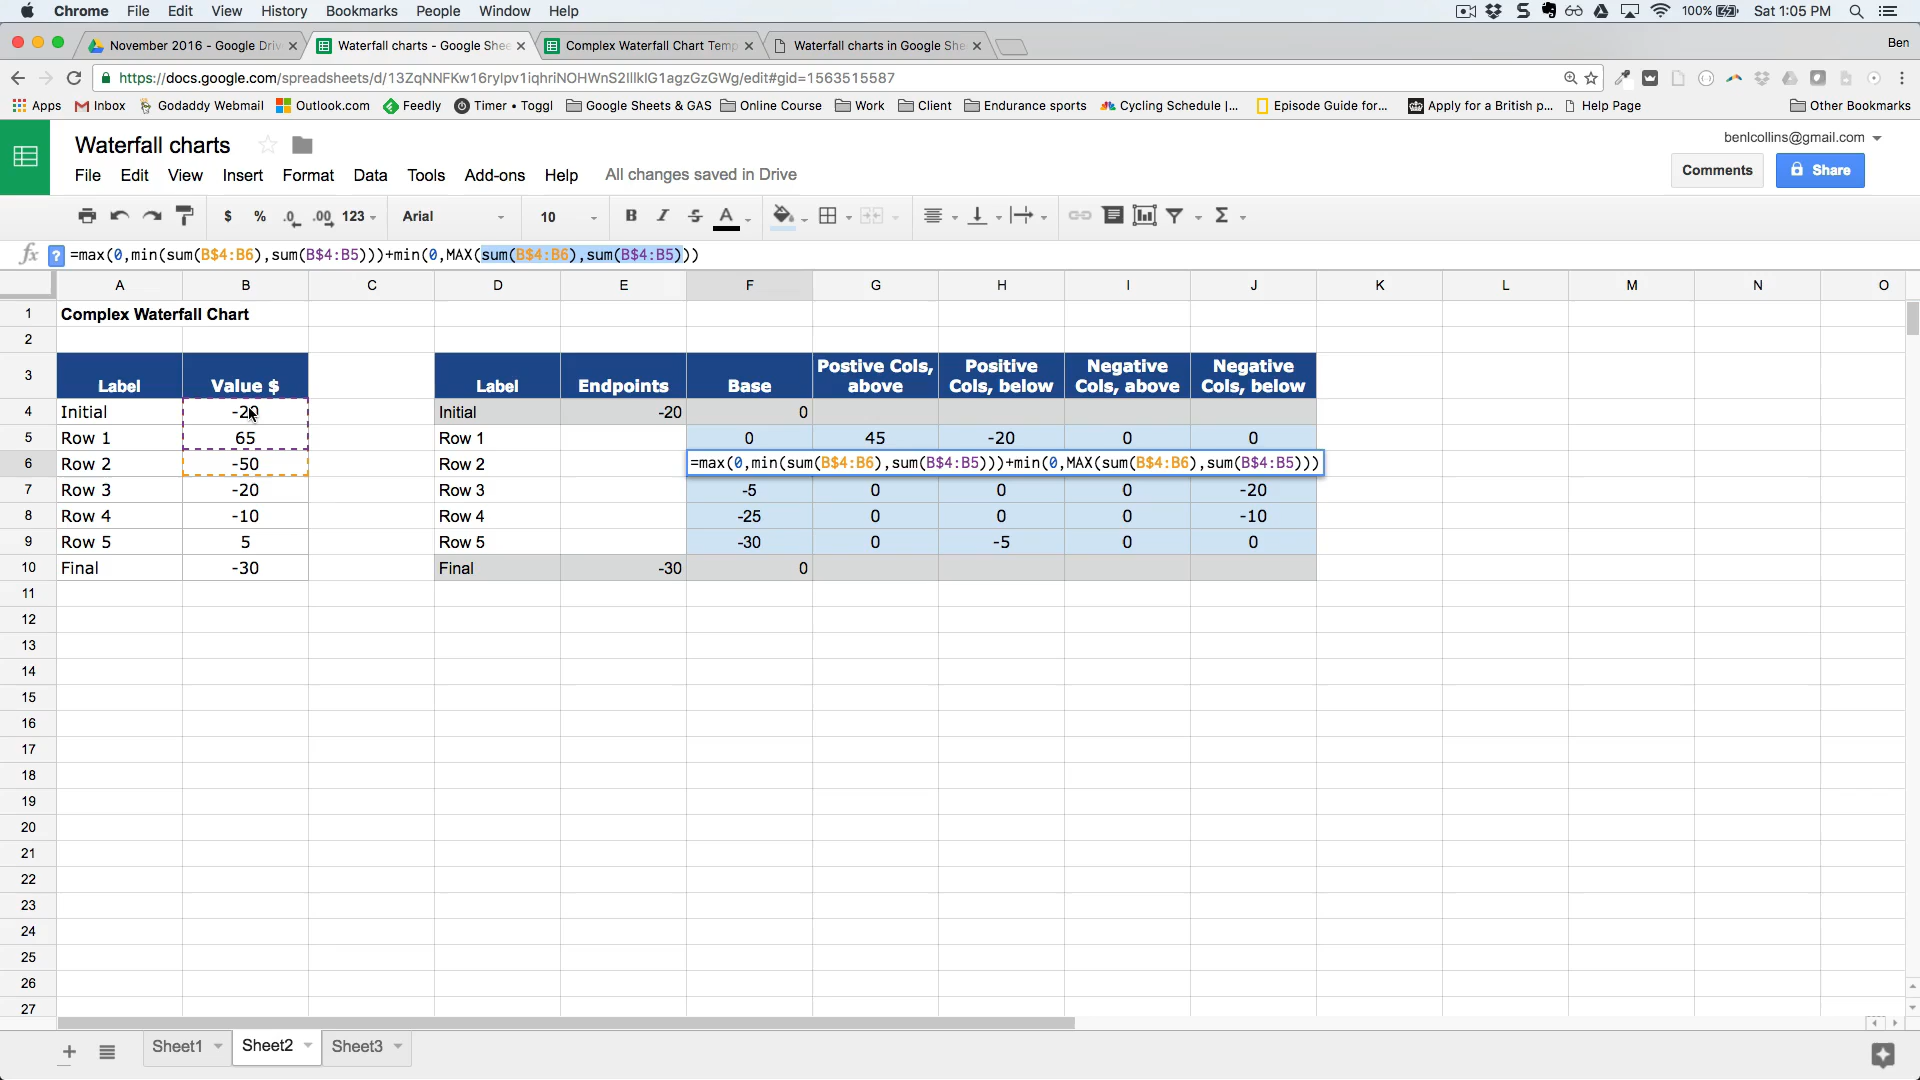 Chrome File Edit View History Bookmarks People Window Help 100% Sat 1:05 PM
November 2016 - Google Driv Waterfall charts - Google Shee Complex Waterfall Chart Temp Waterfall charts in Google She Ben
https://docs.google.com/spreadsheets/d/13ZqNNFKw16rylpv1iqhriNOHWnS2IllkIG1agzGzGWg/edit#gid=1563515587
Apps Inbox Godaddy Webmail Outlook.com Feedly Timer • Toggl Google Sheets & GAS Online Course Work Client Endurance sports Cycling Schedule |... Episode Guide for... Apply for a British p... Help Page Other Bookmarks
Waterfall charts benlcollins@gmail.com
File Edit View Insert Format Data Tools Add-ons Help All changes saved in Drive Comments Share
$ % .0 .00 123 Arial 10 B I S A Σ
fx ? =max(0,min(sum(B$4:B6),sum(B$4:B5)))+min(0,MAX(sum(B$4:B6),sum(B$4:B5)))
A B C D E F G H I J K L M N O
1 Complex Waterfall Chart
2
3 Label Value $ Label Endpoints Base Postive Cols, above Positive Cols, below Negative Cols, above Negative Cols, below
4 Initial -20 Initial -20 0
5 Row 1 65 Row 1 0 45 -20 0 0
6 Row 2 -50 Row 2 =max(0,min(sum(B$4:B6),sum(B$4:B5)))+min(0,MAX(sum(B$4:B6),sum(B$4:B5)))
7 Row 3 -20 Row 3 -5 0 0 0 -20
8 Row 4 -10 Row 4 -25 0 0 0 -10
9 Row 5 5 Row 5 -30 0 -5 0 0
10 Final -30 Final -30 0
11
12
13
14
15
16
17
18
19
20
21
22
23
24
25
26
27
Sheet1 Sheet2 Sheet3